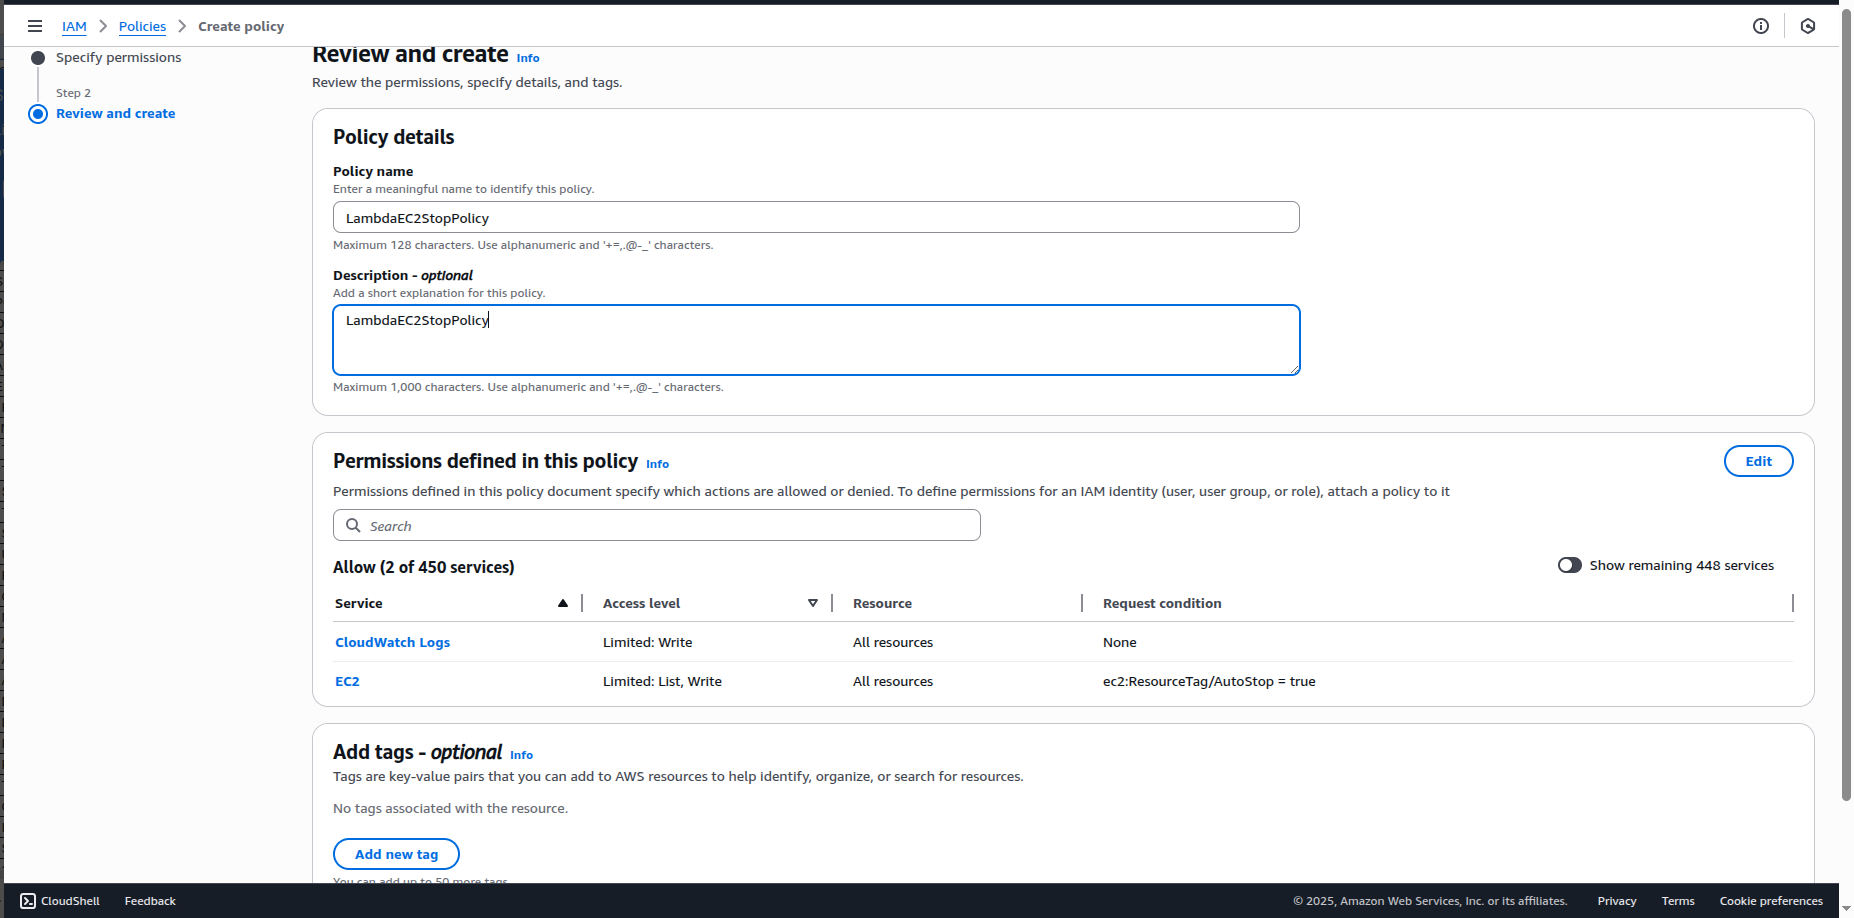 IAM > Policies > Create policy
Specify permissions
Step 2
Review and create
Review and create Info
Review the permissions, specify details, and tags.
Policy details
Policy name
Enter a meaningful name to identify this policy.
LambdaEC2StopPolicy
Maximum 128 characters. Use alphanumeric and '+=,.@-_' characters.
Description - optional
Add a short explanation for this policy.
LambdaEC2StopPolicy
Maximum 1,000 characters. Use alphanumeric and '+=,.@-_' characters.
Permissions defined in this policy Info
Edit
Permissions defined in this policy document specify which actions are allowed or denied. To define permissions for an IAM identity (user, user group, or role), attach a policy to it
Search
Allow (2 of 450 services)
Show remaining 448 services
Service Access level Resource Request condition
CloudWatch Logs Limited: Write All resources None
EC2 Limited: List, Write All resources ec2:ResourceTag/AutoStop = true
Add tags - optional Info
Tags are key-value pairs that you can add to AWS resources to help identify, organize, or search for resources.
No tags associated with the resource.
Add new tag
You can add up to 50 more tags.
CloudShell Feedback © 2025, Amazon Web Services, Inc. or its affiliates. Privacy Terms Cookie preferences